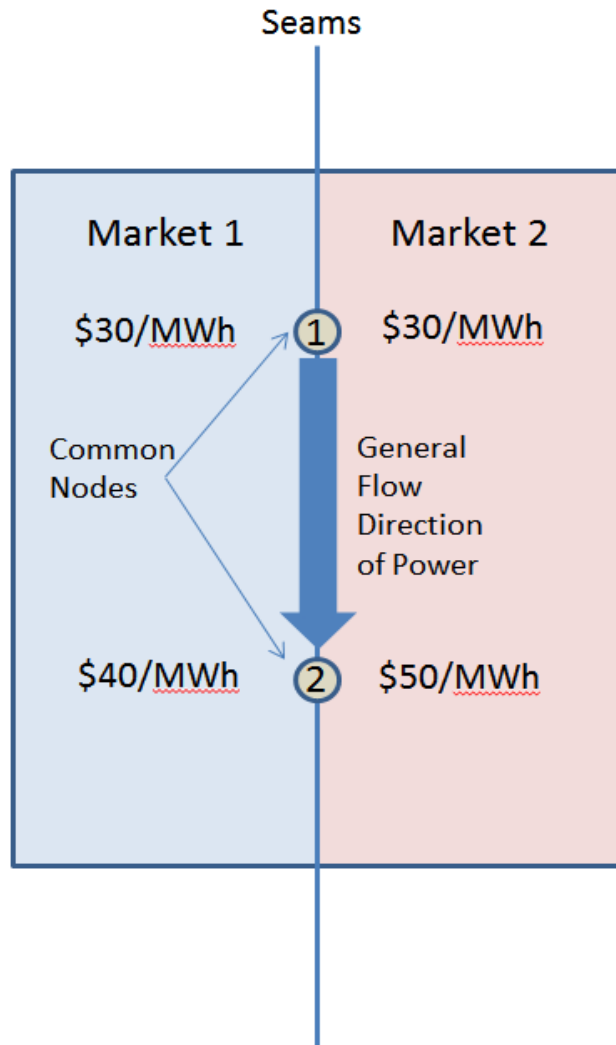 Seams
Market 1
Market 2
$30/MWh
1
$30/MWh
Common
Nodes
General
Flow
Direction
of Power
$40/MWh
2
$50/MWh